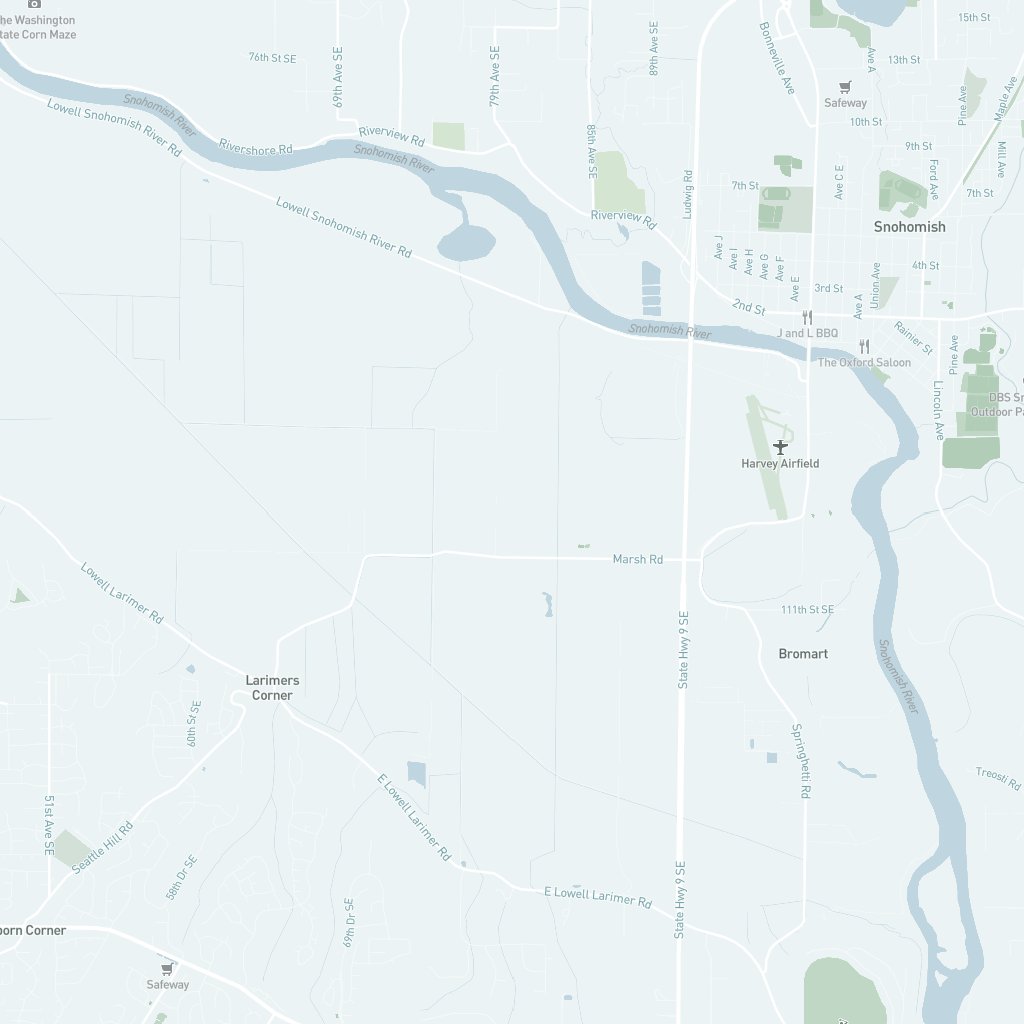 he Washington
tate Corn Maze
76th St SE
69th Ave SE
79th Ave SE
89th Ave SE
85th Ave SE
Bonneville Ave
15th St
Ave A
13th St
Safeway
10th St
Pine Ave
Maple Ave
Mill Ave
9th St
Ford Ave
7th St
7th St
Ave C E
Snohomish River
Lowell Snohomish River Rd
Rivershore Rd
Riverview Rd
Snohomish River
Lowell Snohomish River Rd
Riverview Rd
Ludwig Rd
Snohomish
Ave J
Ave I
Ave H
Ave G
Ave F
Ave E
4th St
3rd St
Union Ave
Ave A
2nd St
Snohomish River
J and L BBQ
The Oxford Saloon
Rainier St
Pine Ave
Lincoln Ave
DBS Sn
Outdoor Pa
Harvey Airfield
Marsh Rd
Lowell Larimer Rd
111th St SE
Bromart
State Hwy 9 SE
Snohomish River
Larimers
Corner
60th St SE
Springhetti Rd
Treosti Rd
51st Ave SE
Seattle Hill Rd
E Lowell Larimer Rd
58th Dr SE
69th Dr SE
E Lowell Larimer Rd
State Hwy 9 SE
born Corner
Safeway